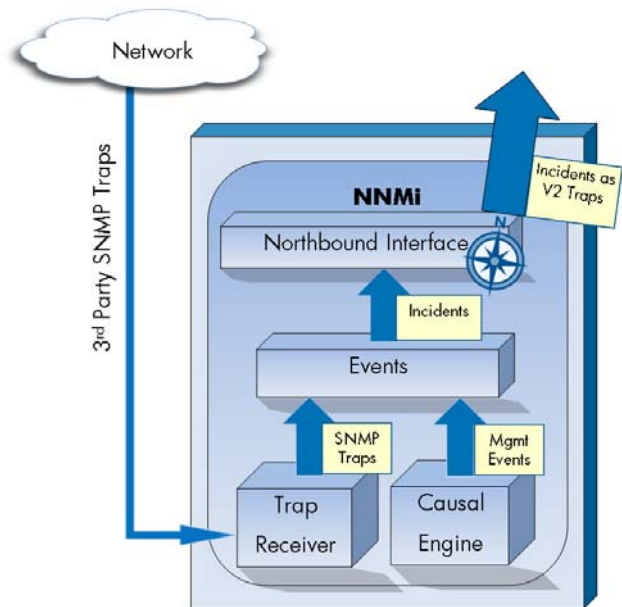 Network
3rd Party SNMP Traps
Incidents as
V2 Traps
NNMi
N
Northbound Interface
Incidents
Events
SNMP
Traps
Mgmt
Events
Trap
Receiver
Causal
Engine